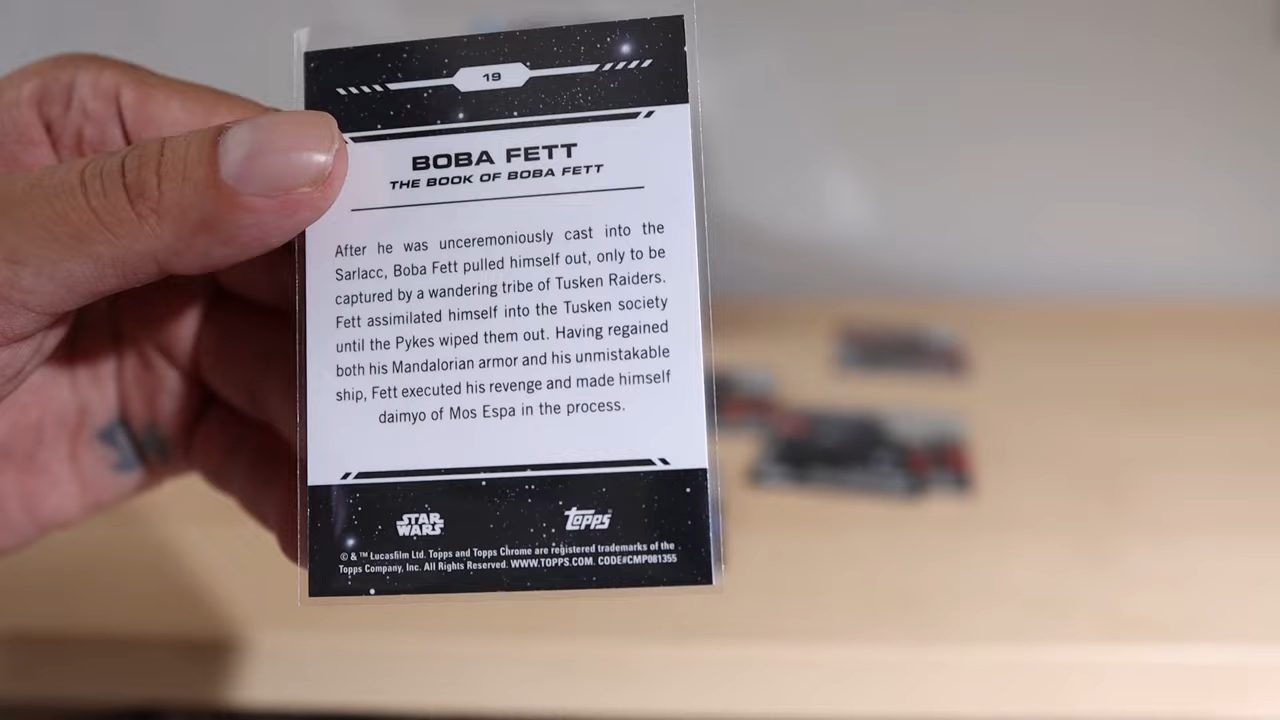 19
BOBA FETT
THE BOOK OF BOBA FETT
After he was unceremoniously cast into the
Sarlacc, Boba Fett pulled himself out, only to be
captured by a wandering tribe of Tusken Raiders.
Fett assimilated himself into the Tusken society
until the Pykes wiped them out. Having regained
both his Mandalorian armor and his unmistakable
ship, Fett executed his revenge and made himself
daimyo of Mos Espa in the process.
STAR WARS
topps
© & ™ Lucasfilm Ltd. Topps and Topps Chrome are registered trademarks of the
Topps Company, Inc. All Rights Reserved. WWW.TOPPS.COM. CODE#CMP081355